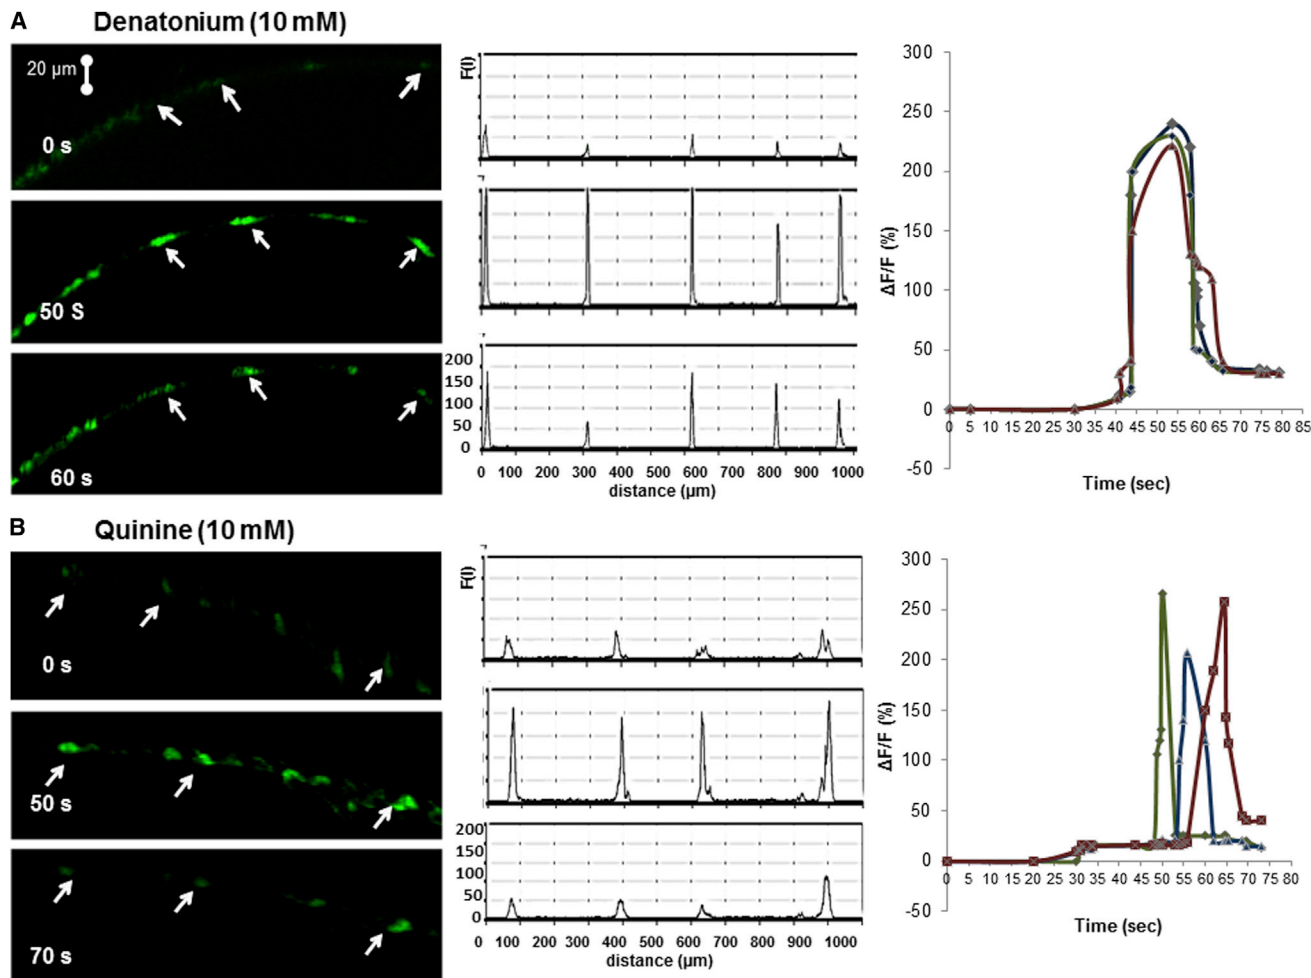 A Denatonium (10 mM)
20 µm
0 s
50 S
60 s
F(I)
200
150
100
50
0
0 100 200 300 400 500 600 700 800 900 1000
distance (µm)
300
250
200
150
100
50
0
-50
ΔF/F (%)
0 5 10 15 20 25 30 35 40 45 50 55 60 65 70 75 80 85
Time (sec)
B Quinine (10 mM)
0 s
50 s
70 s
F(I)
200
150
100
50
0
0 100 200 300 400 500 600 700 800 900 1000
distance (µm)
300
250
200
150
100
50
0
-50
ΔF/F (%)
0 5 10 15 20 25 30 35 40 45 50 55 60 65 70 75 80
Time (sec)